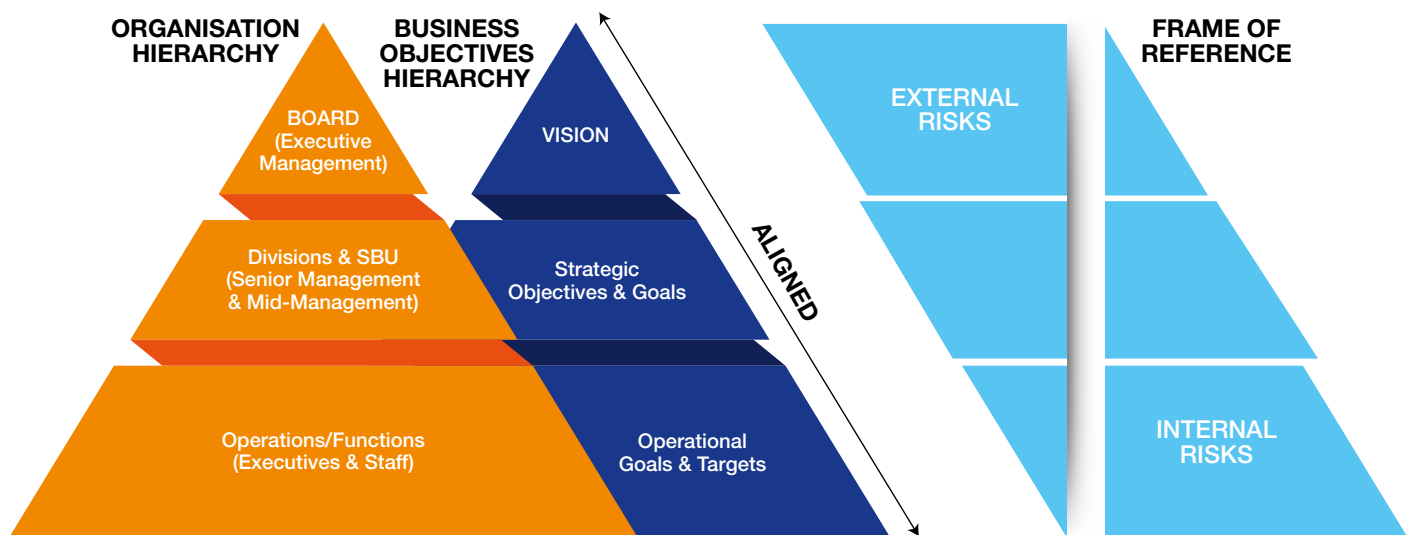 ORGANISATION
HIERARCHY
BUSINESS
OBJECTIVES
HIERARCHY
FRAME OF
REFERENCE
BOARD
(Executive
Management)
VISION
EXTERNAL
RISKS
Divisions & SBU
(Senior Management
& Mid-Management)
Strategic
Objectives & Goals
ALIGNED
Operations/Functions
(Executives & Staff)
Operational
Goals & Targets
INTERNAL
RISKS